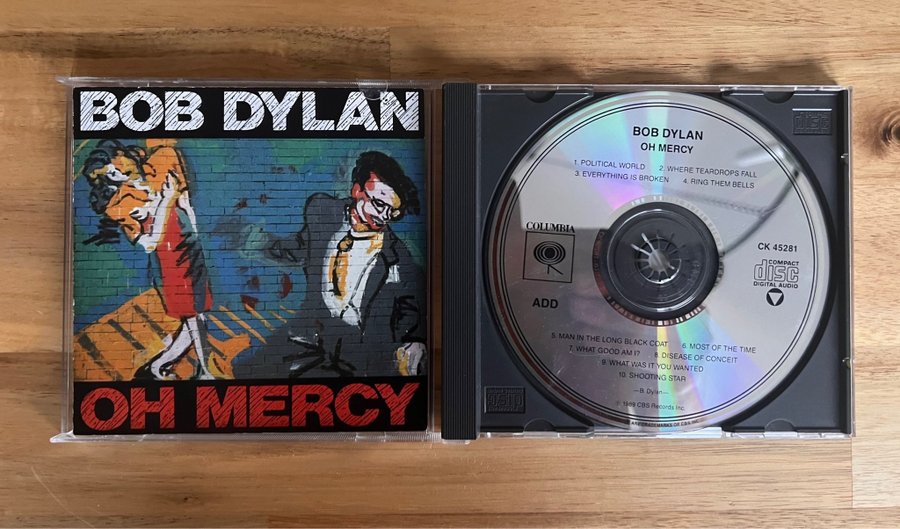 BOB DYLAN
OH MERCY
BOB DYLAN
OH MERCY
1. POLITICAL WORLD 2. WHERE TEARDROPS FALL
3. EVERYTHING IS BROKEN 4. RING THEM BELLS
COLUMBIA
ADD
CK 45281
COMPACT
disc
DIGITAL AUDIO
5. MAN IN THE LONG BLACK COAT 6. MOST OF THE TIME
7. WHAT GOOD AM I? 8. DISEASE OF CONCEIT
9. WHAT WAS IT YOU WANTED
10. SHOOTING STAR
—B. Dylan—
℗ 1989 CBS Records Inc.
disc